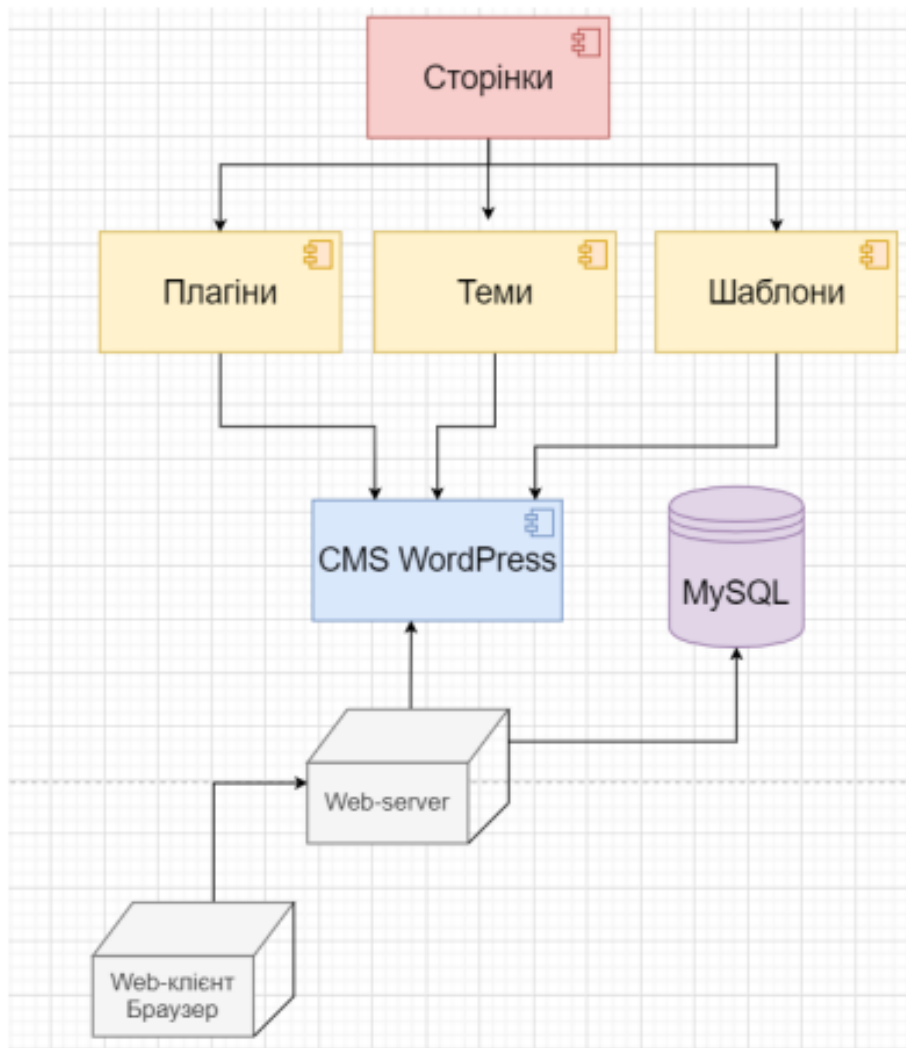 Сторінки
Плагіни
Теми
Шаблони
CMS WordPress
MySQL
Web-server
Web-клієнт
Браузер